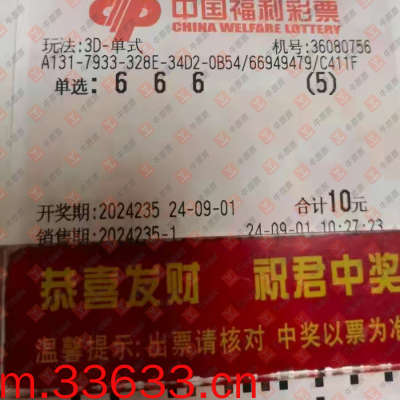 中国福利彩票
CHINA WELFARE LOTTERY
玩法:3D-单式 机号:36080756
A131-7933-328E-34D2-0B54/66949479/C411F
单选: 6 6 6 (5)
开奖期:2024235 24-09-01 合计10元
销售期:2024235-1 24-09-01 10:27:23
恭喜发财 祝君中奖
温馨提示:出票请核对 中奖以票为准
m.33633.cn